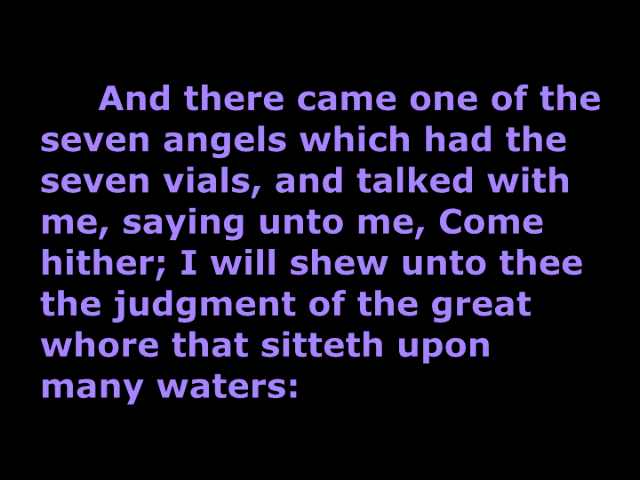 And there came one of the
seven angels which had the
seven vials, and talked with
me, saying unto me, Come
hither; I will shew unto thee
the judgment of the great
whore that sitteth upon
many waters: